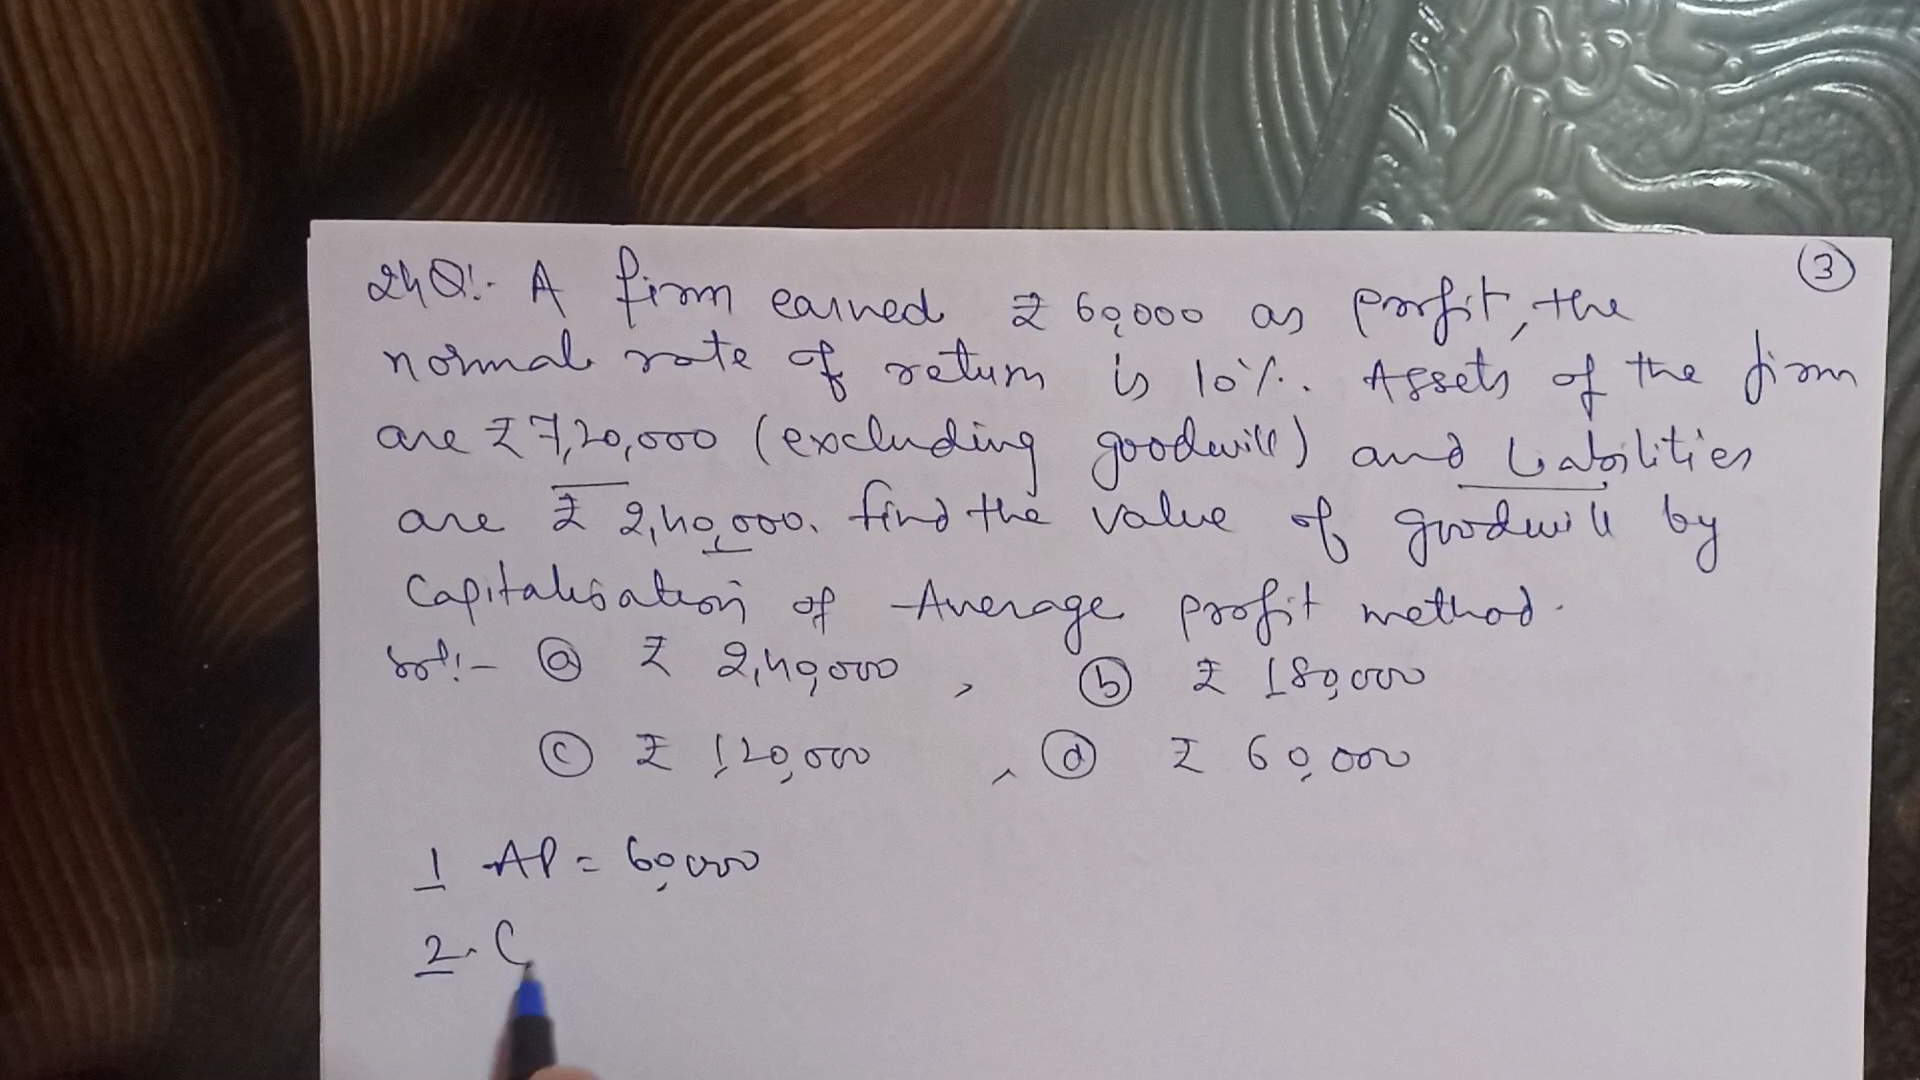 3
24Q:- A firm earned ₹ 60,000 as profit, the
normal rate of return is 10%. Assets of the firm
are ₹ 7,20,000 (excluding goodwill) and Liabilities
are ₹ 2,40,000. find the value of goodwill by
Capitalisation of Average profit method.
Sol:- (a) ₹ 2,40,000 , (b) ₹ 180,000
(c) ₹ 1,20,000 , (d) ₹ 60,000
1 AP = 60,000
2. C